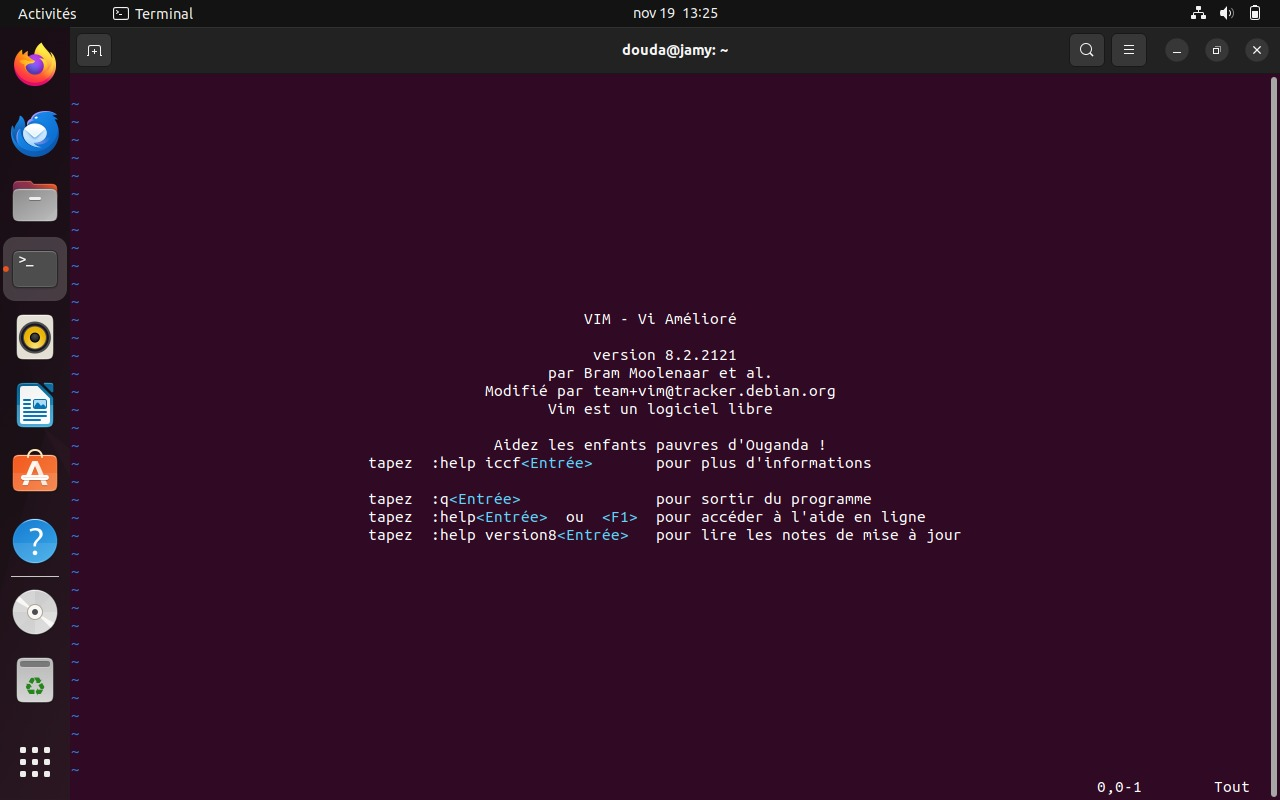 Activités Terminal nov 19 13:25
douda@jamy: ~
VIM - Vi Amélioré
version 8.2.2121
par Bram Moolenaar et al.
Modifié par team+vim@tracker.debian.org
Vim est un logiciel libre
Aidez les enfants pauvres d'Ouganda !
tapez :help iccf<Entrée> pour plus d'informations
tapez :q<Entrée> pour sortir du programme
tapez :help<Entrée> ou <F1> pour accéder à l'aide en ligne
tapez :help version8<Entrée> pour lire les notes de mise à jour
0,0-1 Tout